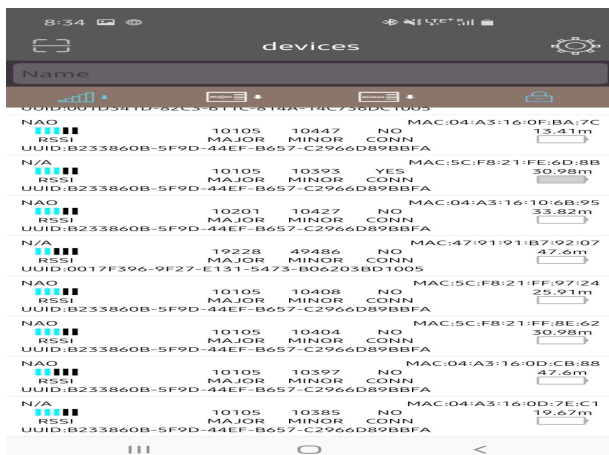 8:34
devices
Name
major minor
UUID:001D341D-82C3-611C-814A-14C736DC1005
NAO MAC:04:A3:16:0F:BA:7C
10105 10447 NO 13.41m
RSSI MAJOR MINOR CONN
UUID:B233860B-5F9D-44EF-B657-C2966D89BBFA
N/A MAC:5C:F8:21:FE:6D:8B
10105 10393 YES 30.98m
RSSI MAJOR MINOR CONN
UUID:B233860B-5F9D-44EF-B657-C2966D89BBFA
NAO MAC:04:A3:16:10:6B:95
10201 10427 NO 33.82m
RSSI MAJOR MINOR CONN
UUID:B233860B-5F9D-44EF-B657-C2966D89BBFA
N/A MAC:47:91:91:B7:92:07
19228 49486 NO 47.6m
RSSI MAJOR MINOR CONN
UUID:0017F396-9F27-E131-5473-B06203BD1005
NAO MAC:5C:F8:21:FF:97:24
10105 10408 NO 25.91m
RSSI MAJOR MINOR CONN
UUID:B233860B-5F9D-44EF-B657-C2966D89BBFA
NAO MAC:5C:F8:21:FF:8E:62
10105 10404 NO 30.98m
RSSI MAJOR MINOR CONN
UUID:B233860B-5F9D-44EF-B657-C2966D89BBFA
NAO MAC:04:A3:16:0D:CB:88
10105 10397 NO 47.6m
RSSI MAJOR MINOR CONN
UUID:B233860B-5F9D-44EF-B657-C2966D89BBFA
N/A MAC:04:A3:16:0D:7E:C1
10105 10385 NO 19.67m
RSSI MAJOR MINOR CONN
UUID:B233860B-5F9D-44EF-B657-C2966D89BBFA